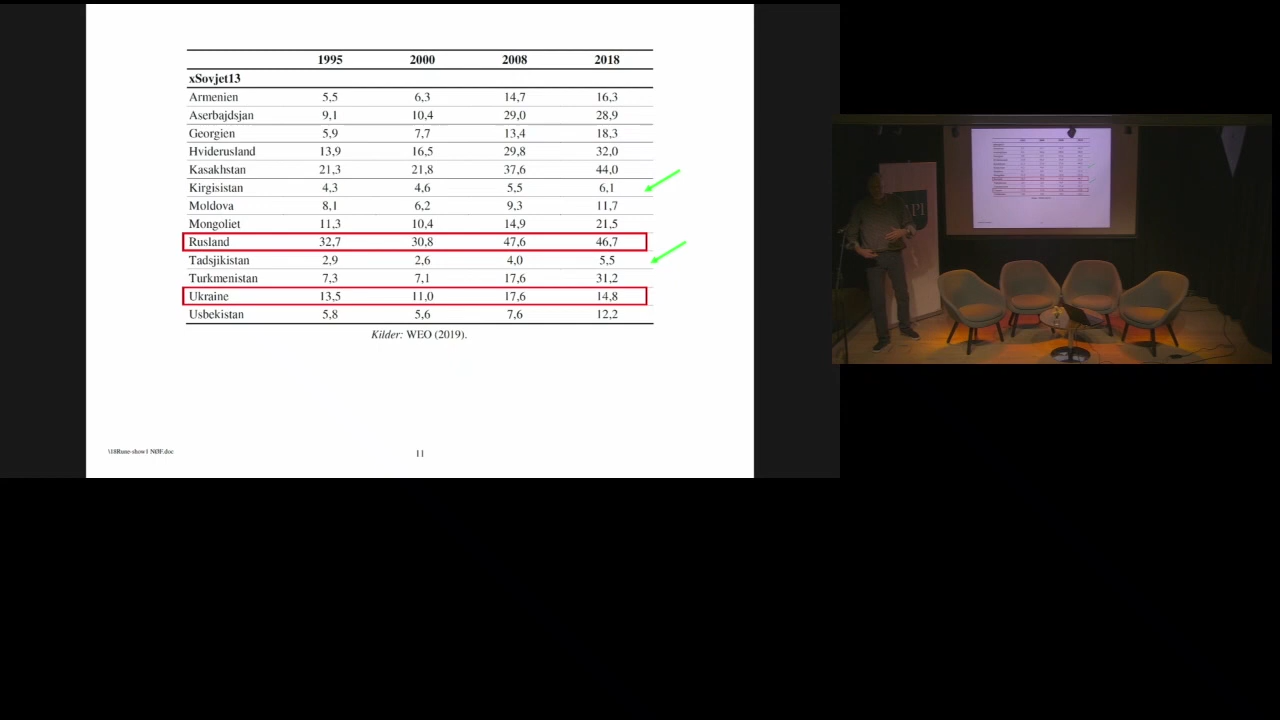 1995 2000 2008 2018
xSovjet13
Armenien 5,5 6,3 14,7 16,3
Aserbajdsjan 9,1 10,4 29,0 28,9
Georgien 5,9 7,7 13,4 18,3
Hviderusland 13,9 16,5 29,8 32,0
Kasakhstan 21,3 21,8 37,6 44,0
Kirgisistan 4,3 4,6 5,5 6,1
Moldova 8,1 6,2 9,3 11,7
Mongoliet 11,3 10,4 14,9 21,5
Rusland 32,7 30,8 47,6 46,7
Tadsjikistan 2,9 2,6 4,0 5,5
Turkmenistan 7,3 7,1 17,6 31,2
Ukraine 13,5 11,0 17,6 14,8
Usbekistan 5,8 5,6 7,6 12,2
Kilder: WEO (2019).
\18Rune-show1 NØF.doc
11